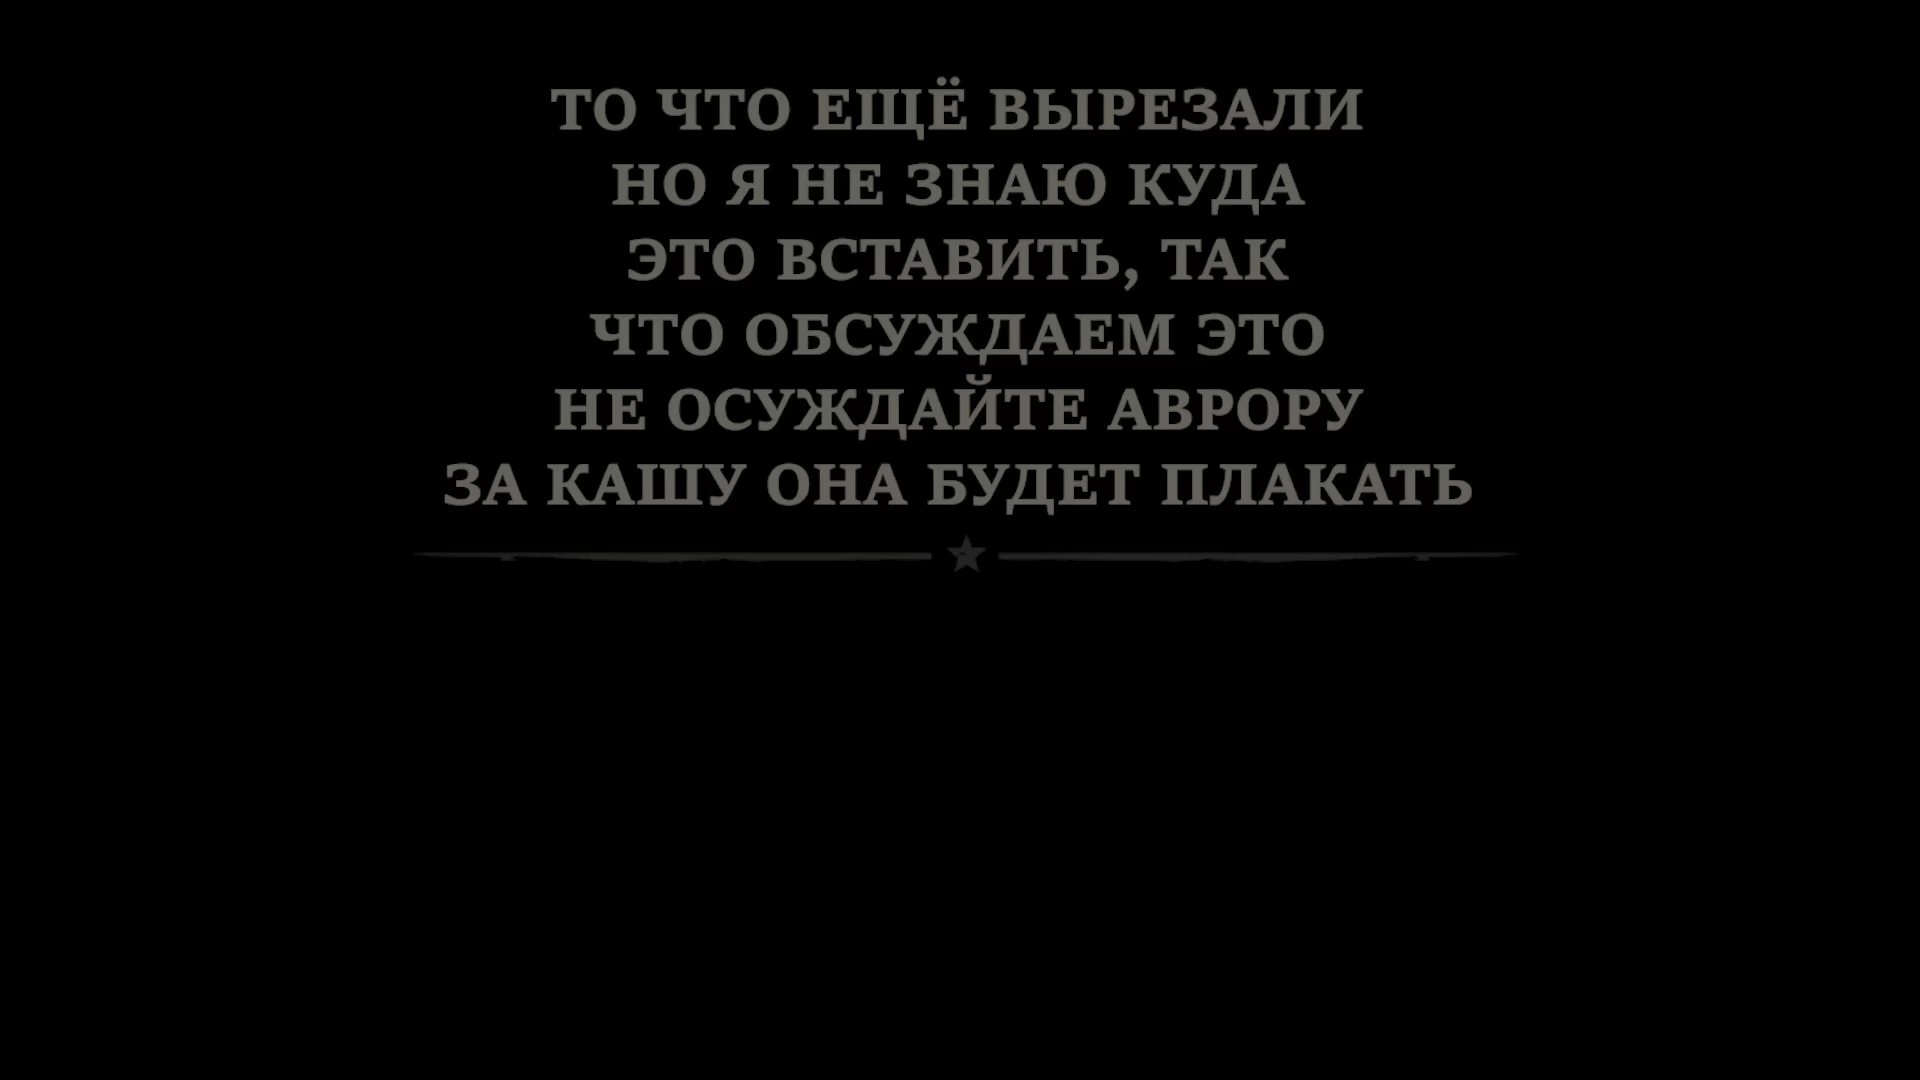 ТО ЧТО ЕЩЁ ВЫРЕЗАЛИ
НО Я НЕ ЗНАЮ КУДА
ЭТО ВСТАВИТЬ, ТАК
ЧТО ОБСУЖДАЕМ ЭТО
НЕ ОСУЖДАЙТЕ АВРОРУ
ЗА КАШУ ОНА БУДЕТ ПЛАКАТЬ